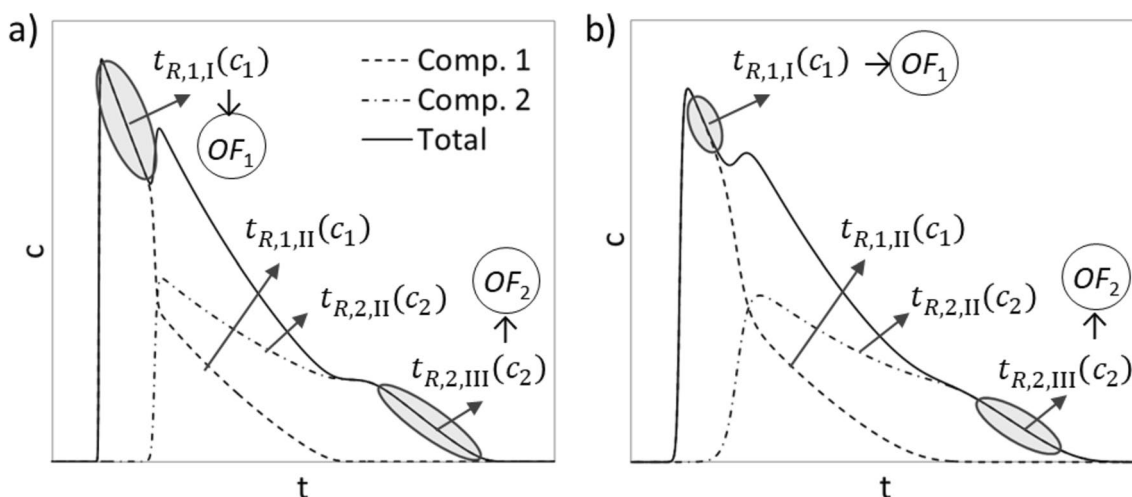 a)
t_{R,1,I}(c_1)
OF_1
Comp. 1
Comp. 2
Total
t_{R,1,II}(c_1)
t_{R,2,II}(c_2)
OF_2
t_{R,2,III}(c_2)
c
t
b)
t_{R,1,I}(c_1)
OF_1
t_{R,1,II}(c_1)
t_{R,2,II}(c_2)
OF_2
t_{R,2,III}(c_2)
c
t